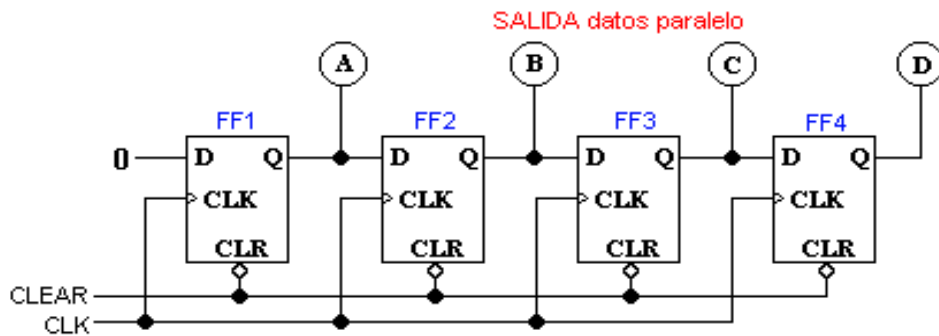 SALIDA datos paralelo
A B C D
FF1 FF2 FF3 FF4
0 D Q D Q D Q D Q
CLK CLK CLK CLK
CLR CLR CLR CLR
CLEAR
CLK